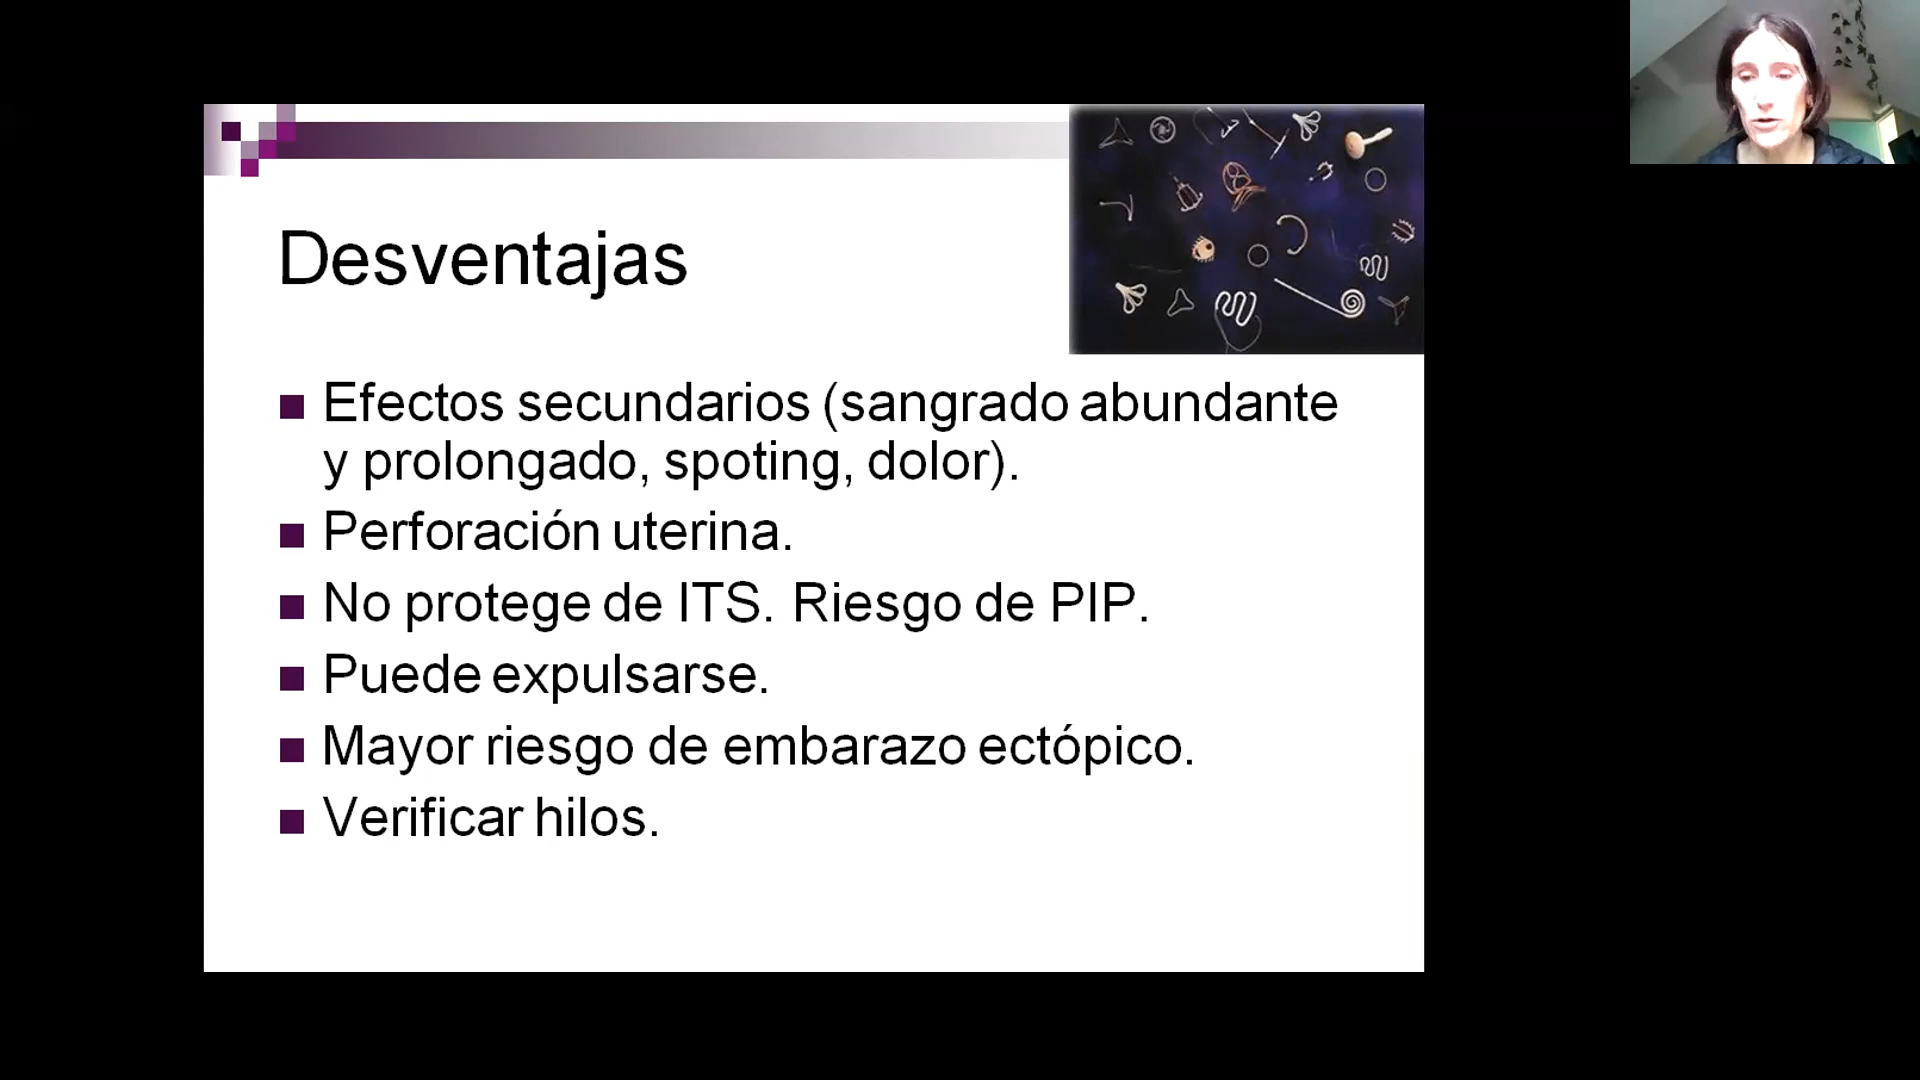 Desventajas
Efectos secundarios (sangrado abundante
y prolongado, spoting, dolor).
Perforación uterina.
No protege de ITS. Riesgo de PIP.
Puede expulsarse.
Mayor riesgo de embarazo ectópico.
Verificar hilos.